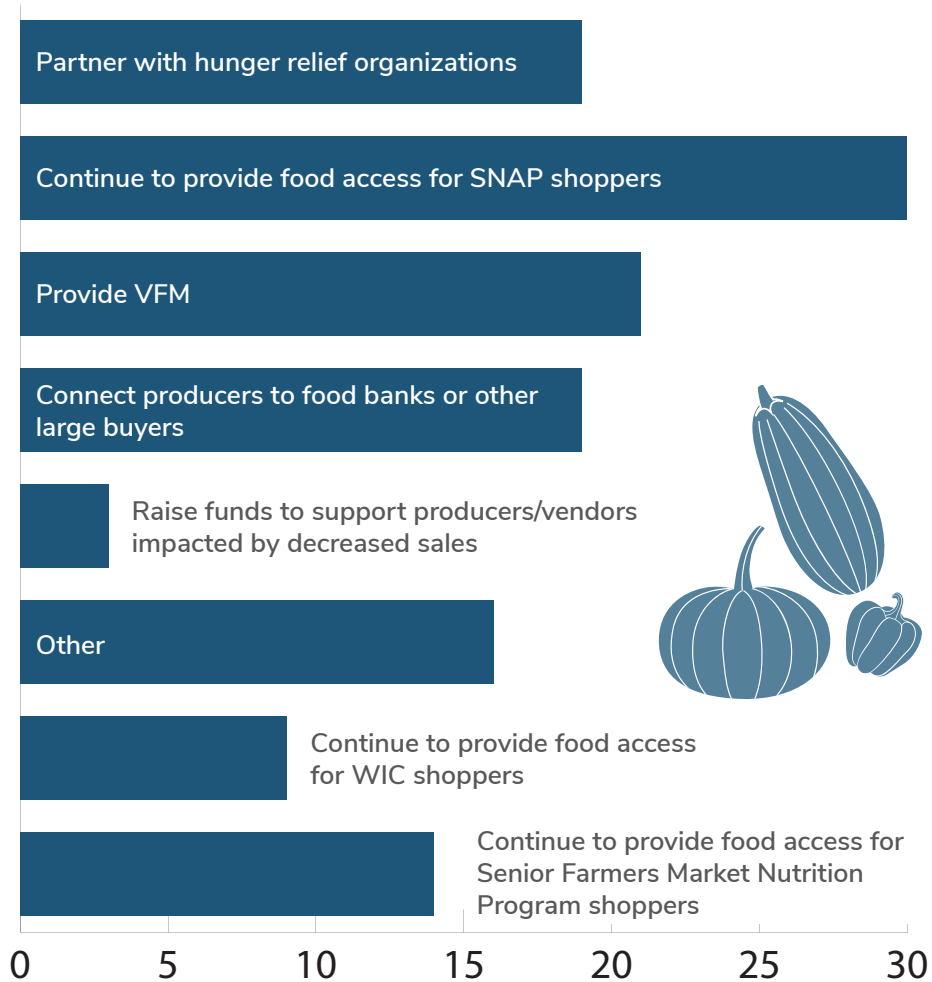 Partner with hunger relief organizations
Continue to provide food access for SNAP shoppers
Provide VFM
Connect producers to food banks or other
large buyers
Raise funds to support producers/vendors
impacted by decreased sales
Other
Continue to provide food access
for WIC shoppers
Continue to provide food access for
Senior Farmers Market Nutrition
Program shoppers
0 5 10 15 20 25 30